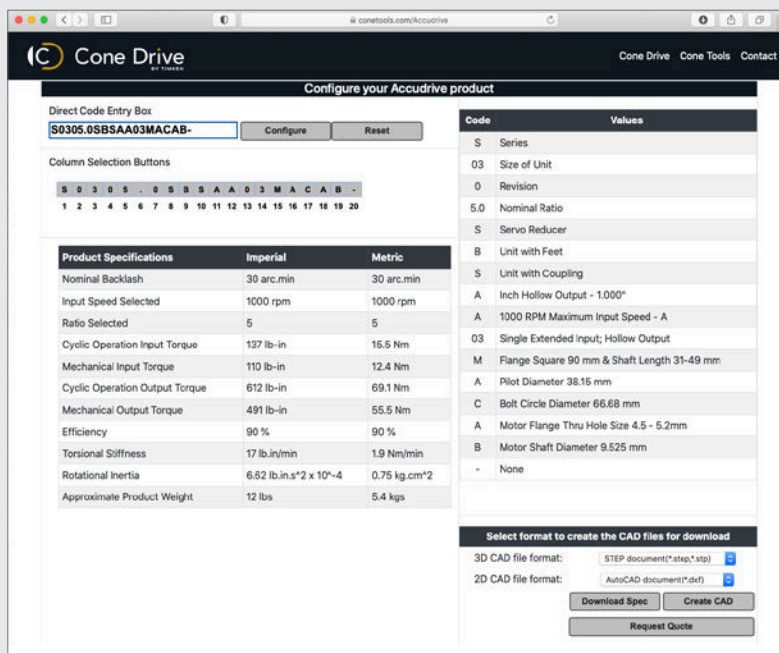 conetools.com/Accudrive
Cone Drive
BY TIMKEN
Cone Drive Cone Tools Contact
Configure your Accudrive product
Direct Code Entry Box
S0305.0SBSAA03MACAB-
Configure Reset
Column Selection Buttons
S 0 3 0 5 . 0 S B S A A 0 3 M A C A B -
1 2 3 4 5 6 7 8 9 10 11 12 13 14 15 16 17 18 19 20
Product Specifications Imperial Metric
Nominal Backlash 30 arc.min 30 arc.min
Input Speed Selected 1000 rpm 1000 rpm
Ratio Selected 5 5
Cyclic Operation Input Torque 137 lb-in 15.5 Nm
Mechanical Input Torque 110 lb-in 12.4 Nm
Cyclic Operation Output Torque 612 lb-in 69.1 Nm
Mechanical Output Torque 491 lb-in 55.5 Nm
Efficiency 90 % 90 %
Torsional Stiffness 17 lb.in/min 1.9 Nm/min
Rotational Inertia 6.62 lb.in.s^2 x 10^-4 0.75 kg.cm^2
Approximate Product Weight 12 lbs 5.4 kgs
Code Values
S Series
03 Size of Unit
0 Revision
5.0 Nominal Ratio
S Servo Reducer
B Unit with Feet
S Unit with Coupling
A Inch Hollow Output - 1.000"
A 1000 RPM Maximum Input Speed - A
03 Single Extended Input; Hollow Output
M Flange Square 90 mm & Shaft Length 31-49 mm
A Pilot Diameter 38.15 mm
C Bolt Circle Diameter 66.68 mm
A Motor Flange Thru Hole Size 4.5 - 5.2mm
B Motor Shaft Diameter 9.525 mm
- None
Select format to create the CAD files for download
3D CAD file format: STEP document(*.step,*.stp)
2D CAD file format: AutoCAD document(*.dxf)
Download Spec Create CAD
Request Quote